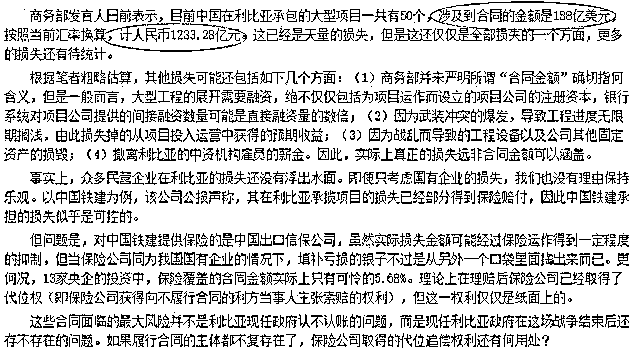 商务部发言人日前表示，目前中国在利比亚承包的大型项目一共有50个，涉及到合同的金额是188亿美元，
按照当前汇率换算，计人民币1233.28亿元。这已经是天量的损失，但是这还仅仅是全部损失的一个方面，更多
的损失还有待统计。
根据笔者粗略估算，其他损失可能还包括如下几个方面：（1）商务部并未严明所谓“合同金额”确切指何
含义，但是一般而言，大型工程的展开需要融资，绝不仅仅包括为项目运作而设立的项目公司的注册资本，银行
系统对项目公司提供的间接融资数量可能是直接融资量的数倍；（2）因为武装冲突的爆发，导致工程进度无限
期搁浅，由此损失掉的从项目投入运营中获得的预期收益；（3）因为战乱而导致的工程设备以及公司其他固定
资产的损毁；（4）撤离利比亚的中资机构雇员的薪金。因此，实际上真正的损失远非合同金额可以涵盖。
事实上，众多民营企业在利比亚的损失还没有浮出水面。即便只考虑国有企业的损失，我们也没有理由保持
乐观。以中国铁建为例，该公司公报声称，其在利比亚承揽项目的损失已经部分得到保险赔付，因此中国铁建承
担的损失似乎是可控的。
但问题是，对中国铁建提供保险的是中国出口信保公司，虽然实际损失金额可能经过保险运作得到一定程度
的抑制，但当保险公司同为我国国有企业的情况下，填补亏损的银子不过是从另外一个口袋里面掏出来而已。更
何况，13家央企的投资中，保险覆盖的合同金额实际上只有可怜的5.68%。理论上在理赔后保险公司已经取得了
代位权（即保险公司获得向不履行合同的利方当事人主张索赔的权利），但这一权利仅仅是纸面上的。
这些合同面临的最大风险并不是利比亚现任政府认不认账的问题，而是现任利比亚政府在这场战争结束后还
存不存在的问题。如果履行合同的主体都不复存在了，保险公司取得的代位追偿权利还有何用处？